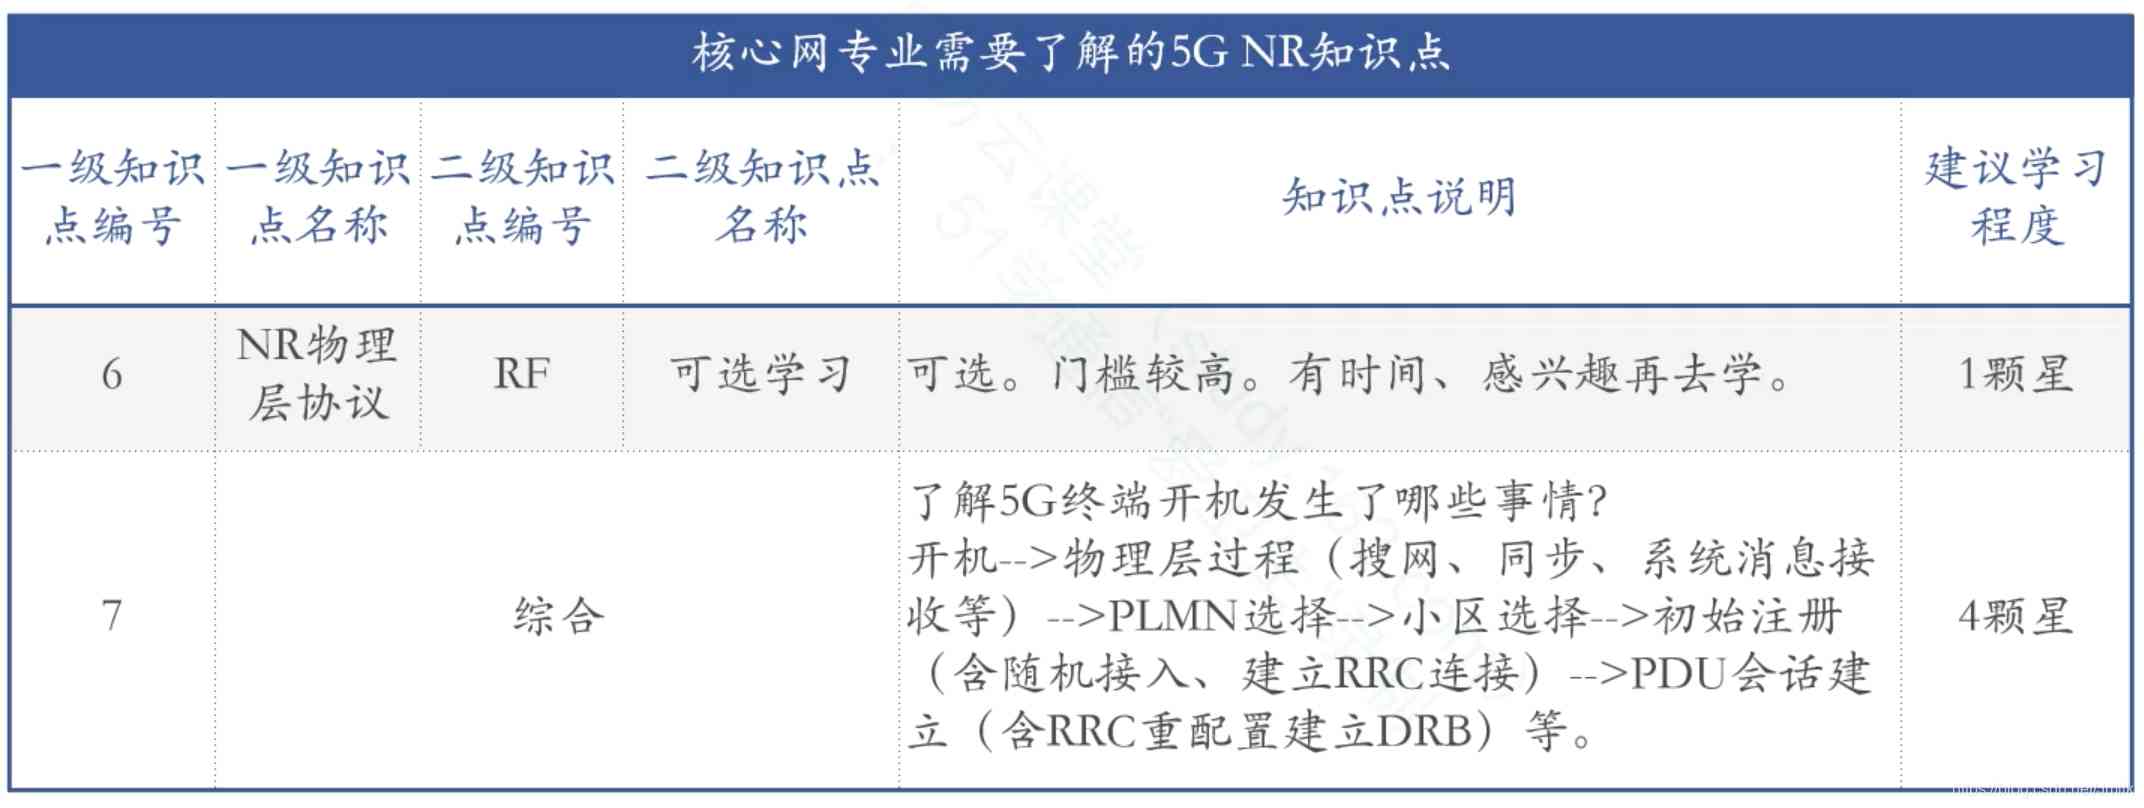 核心网专业需要了解的5G NR知识点
一级知识
点编号
一级知识
点名称
二级知识
点编号
二级知识点
名称
知识点说明
建议学习
程度
6
NR物理
层协议
RF
可选学习
可选。门槛较高。有时间、感兴趣再去学。
1颗星
7
综合
了解5G终端开机发生了哪些事情?
开机-->物理层过程（搜网、同步、系统消息接
收等）-->PLMN选择-->小区选择-->初始注册
（含随机接入、建立RRC连接）-->PDU会话建
立（含RRC重配置建立DRB）等。
4颗星